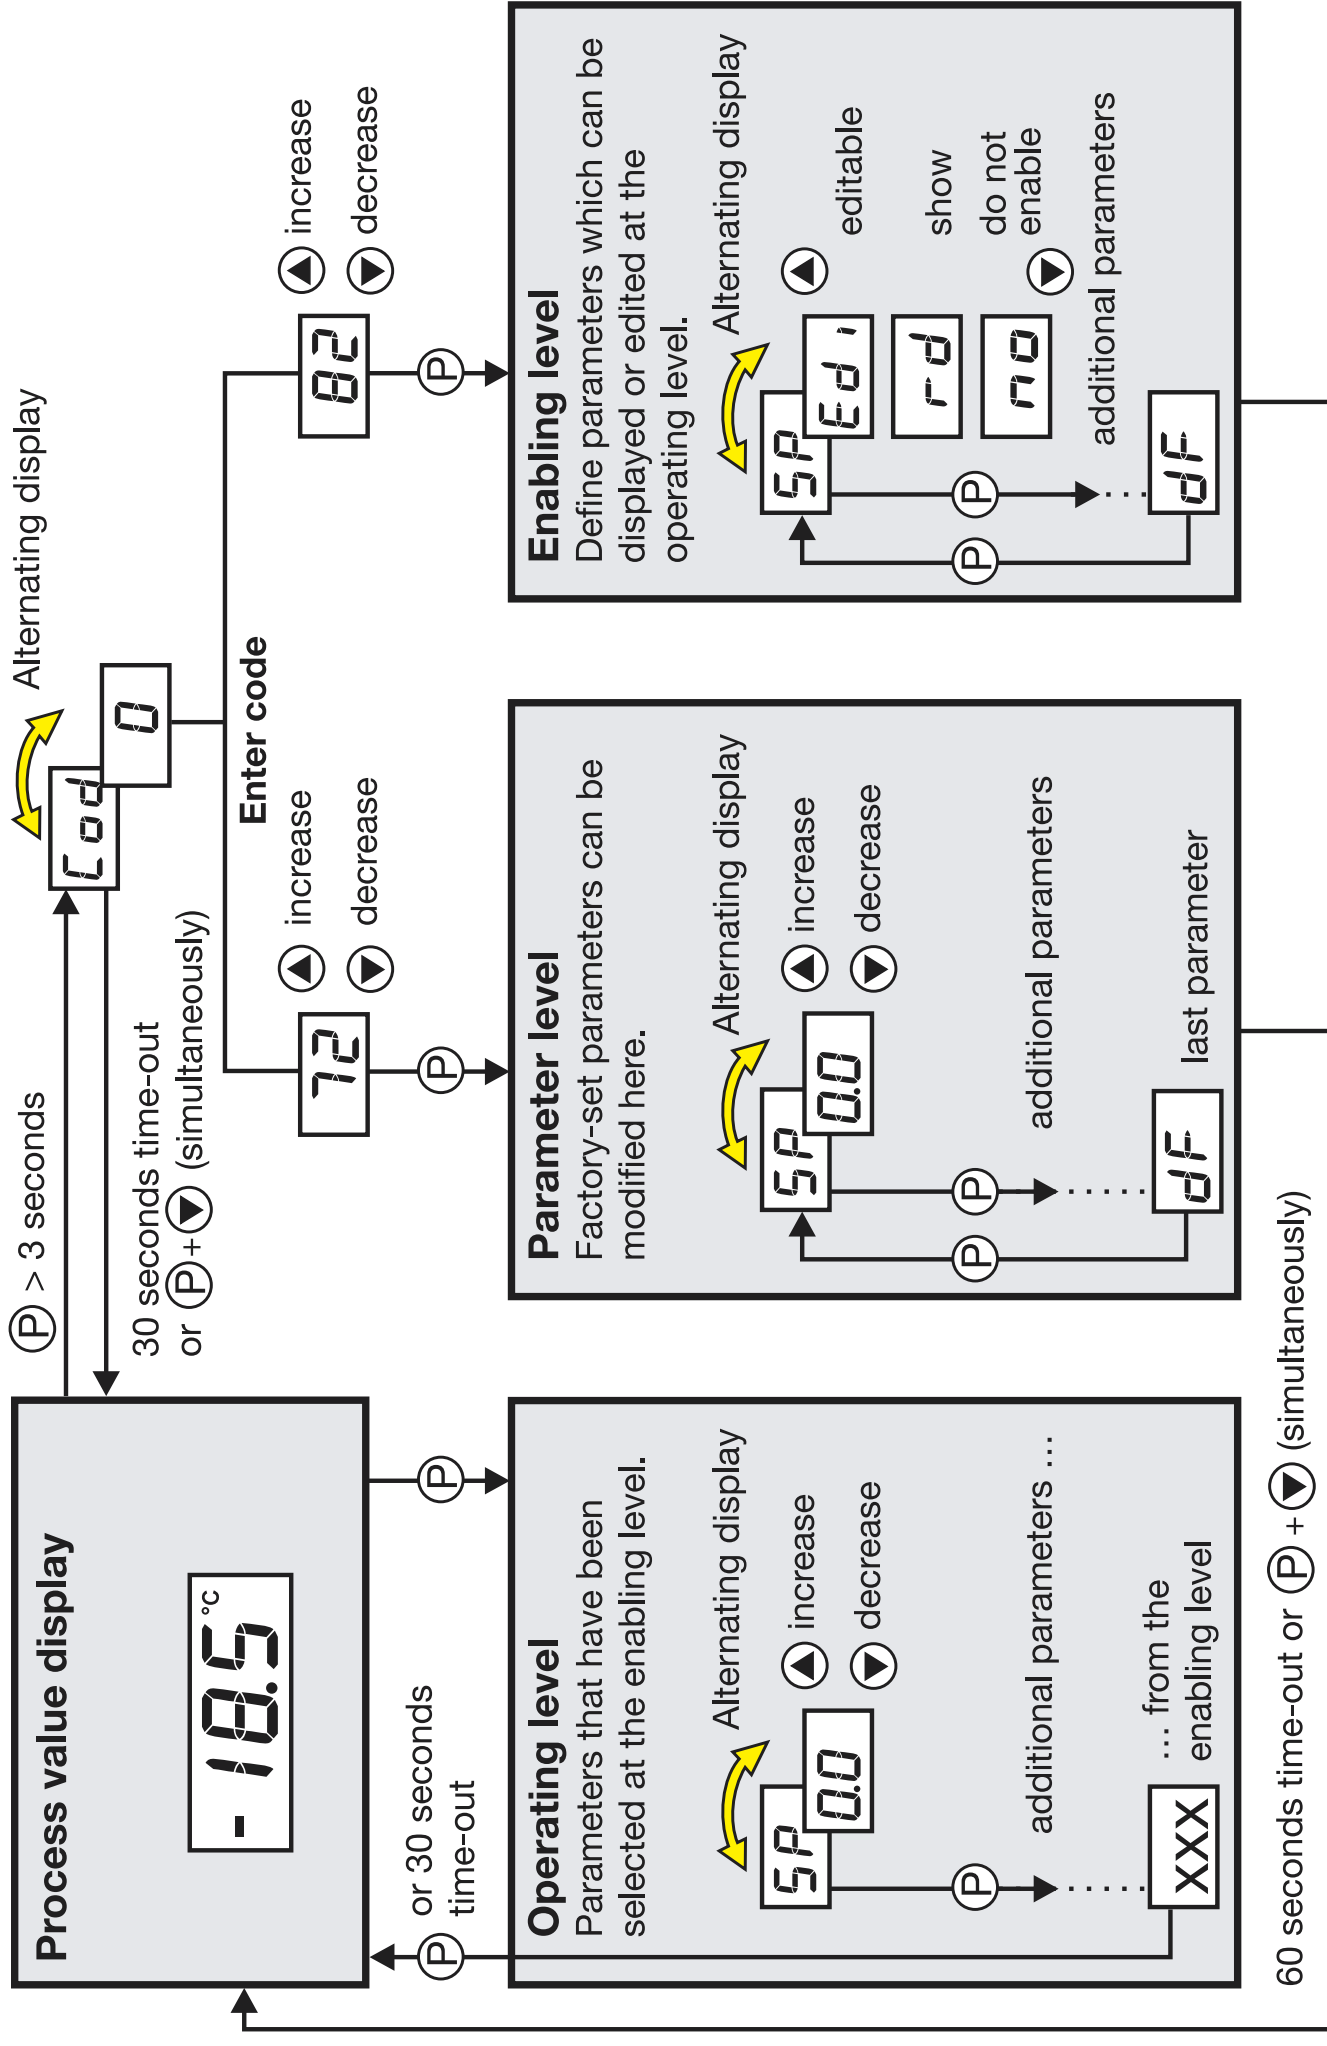 Process value display
-18.5 °C
P > 3 seconds
30 seconds time-out
or P + ▼ (simultaneously)
Cod
0
Alternating display
Enter code
72
▲ increase
▼ decrease
82
▲ increase
▼ decrease
P
or 30 seconds
time-out
P
P
P
Operating level
Parameters that have been
selected at the enabling level.
Alternating display
SP
0.0
▲ increase
▼ decrease
P
additional parameters ...
XXX
... from the
enabling level
Parameter level
Factory-set parameters can be
modified here.
Alternating display
SP
0.0
▲ increase
▼ decrease
P
P
additional parameters
dF
last parameter
Enabling level
Define parameters which can be
displayed or edited at the
operating level.
Alternating display
SP
Edi
▲
editable
rd
show
no
do not
enable
▼
P
P
additional parameters
dF
60 seconds time-out or P + ▼ (simultaneously)